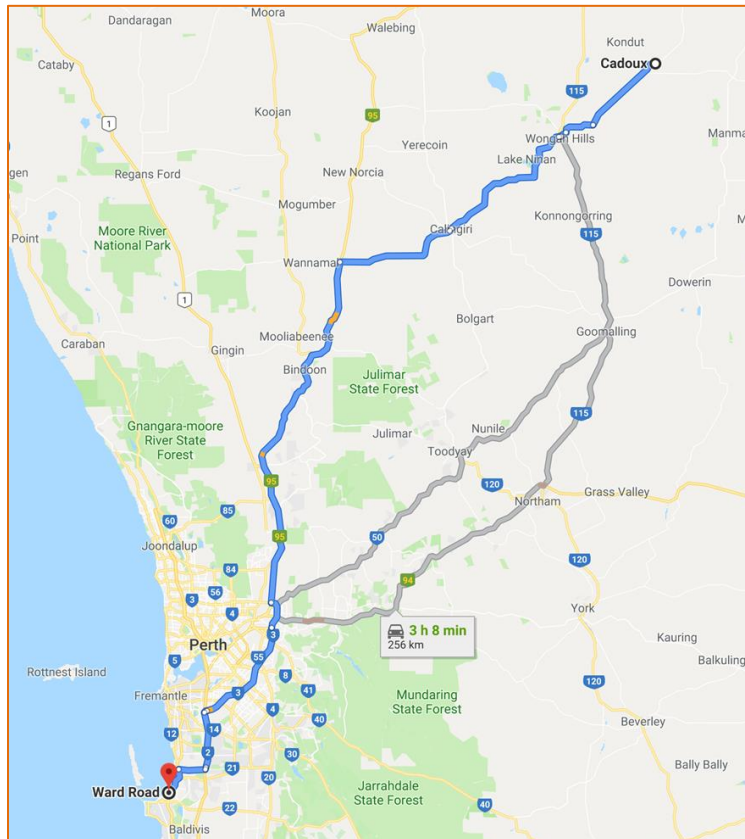 Moora
Walebing
Dandaragan
Kondut
Cadoux
Cataby
115
95
Koojan
1
Yerecoin
Wongan Hills
Manma
Lake Ninan
Regans Ford
New Norcia
Mogumber
Konnongorring
Calingiri
Moore River
National Park
115
Point
Wannama
Dowerin
1
Bolgart
Goomalling
Mooliabeenee
Caraban
Gingin
Bindoon
Julimar
State Forest
115
Gnangara-moore
River State
Forest
Nunile
Julimar
Toodyay
95
120
Grass Valley
Northam
85
60
50
95
Joondalup
84
120
56
94
3
4
York
3 h 8 min
256 km
3
Perth
Kauring
55
5
8
Balkuling
Rottnest Island
3
41
120
Fremantle
Mundaring
State Forest
4
40
14
12
Beverley
30
2
21
20
Bally Bally
Ward Road
Jarrahdale
State Forest
40
22
Baldivis